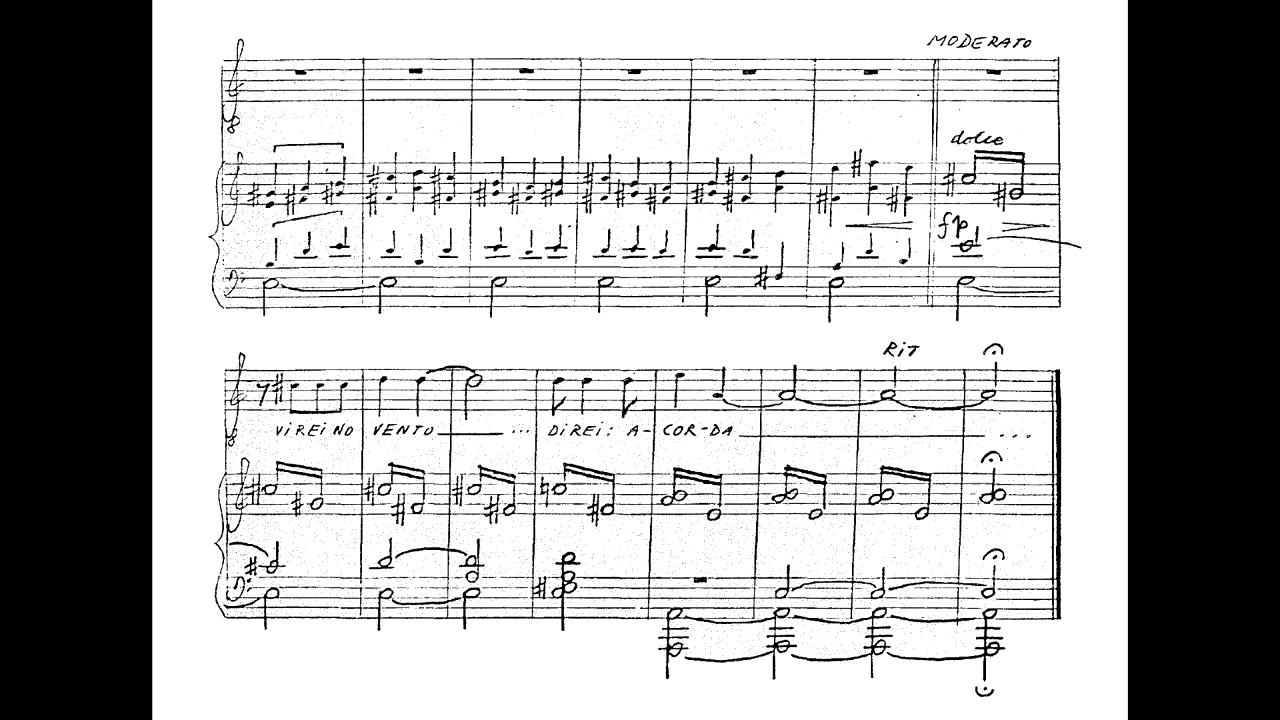 MODERATO
dolce
fp
RiT
ViREi NO VENTO ... DiREi: A-COR-DA ...